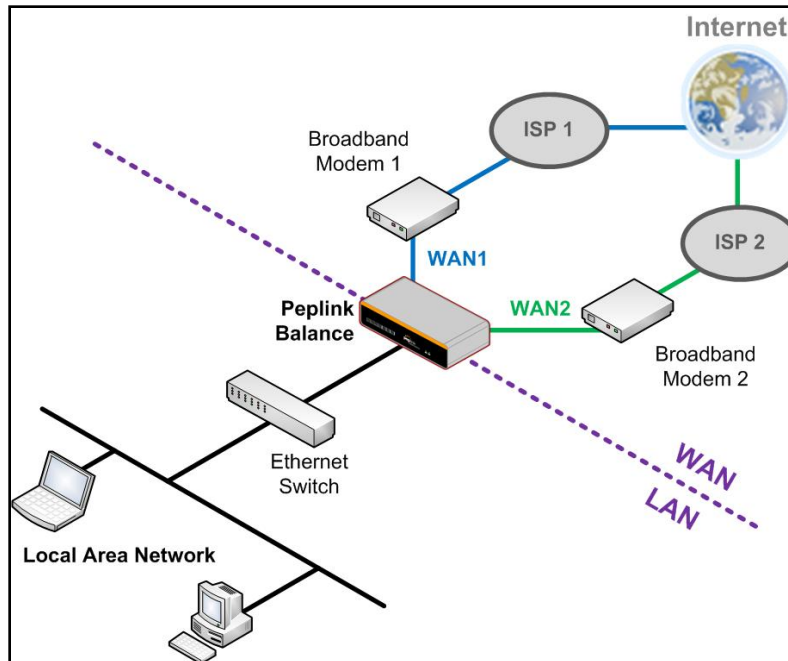 Internet
ISP 1
Broadband
Modem 1
ISP 2
WAN1
Peplink
Balance
WAN2
Broadband
Modem 2
Ethernet
Switch
WAN
LAN
Local Area Network